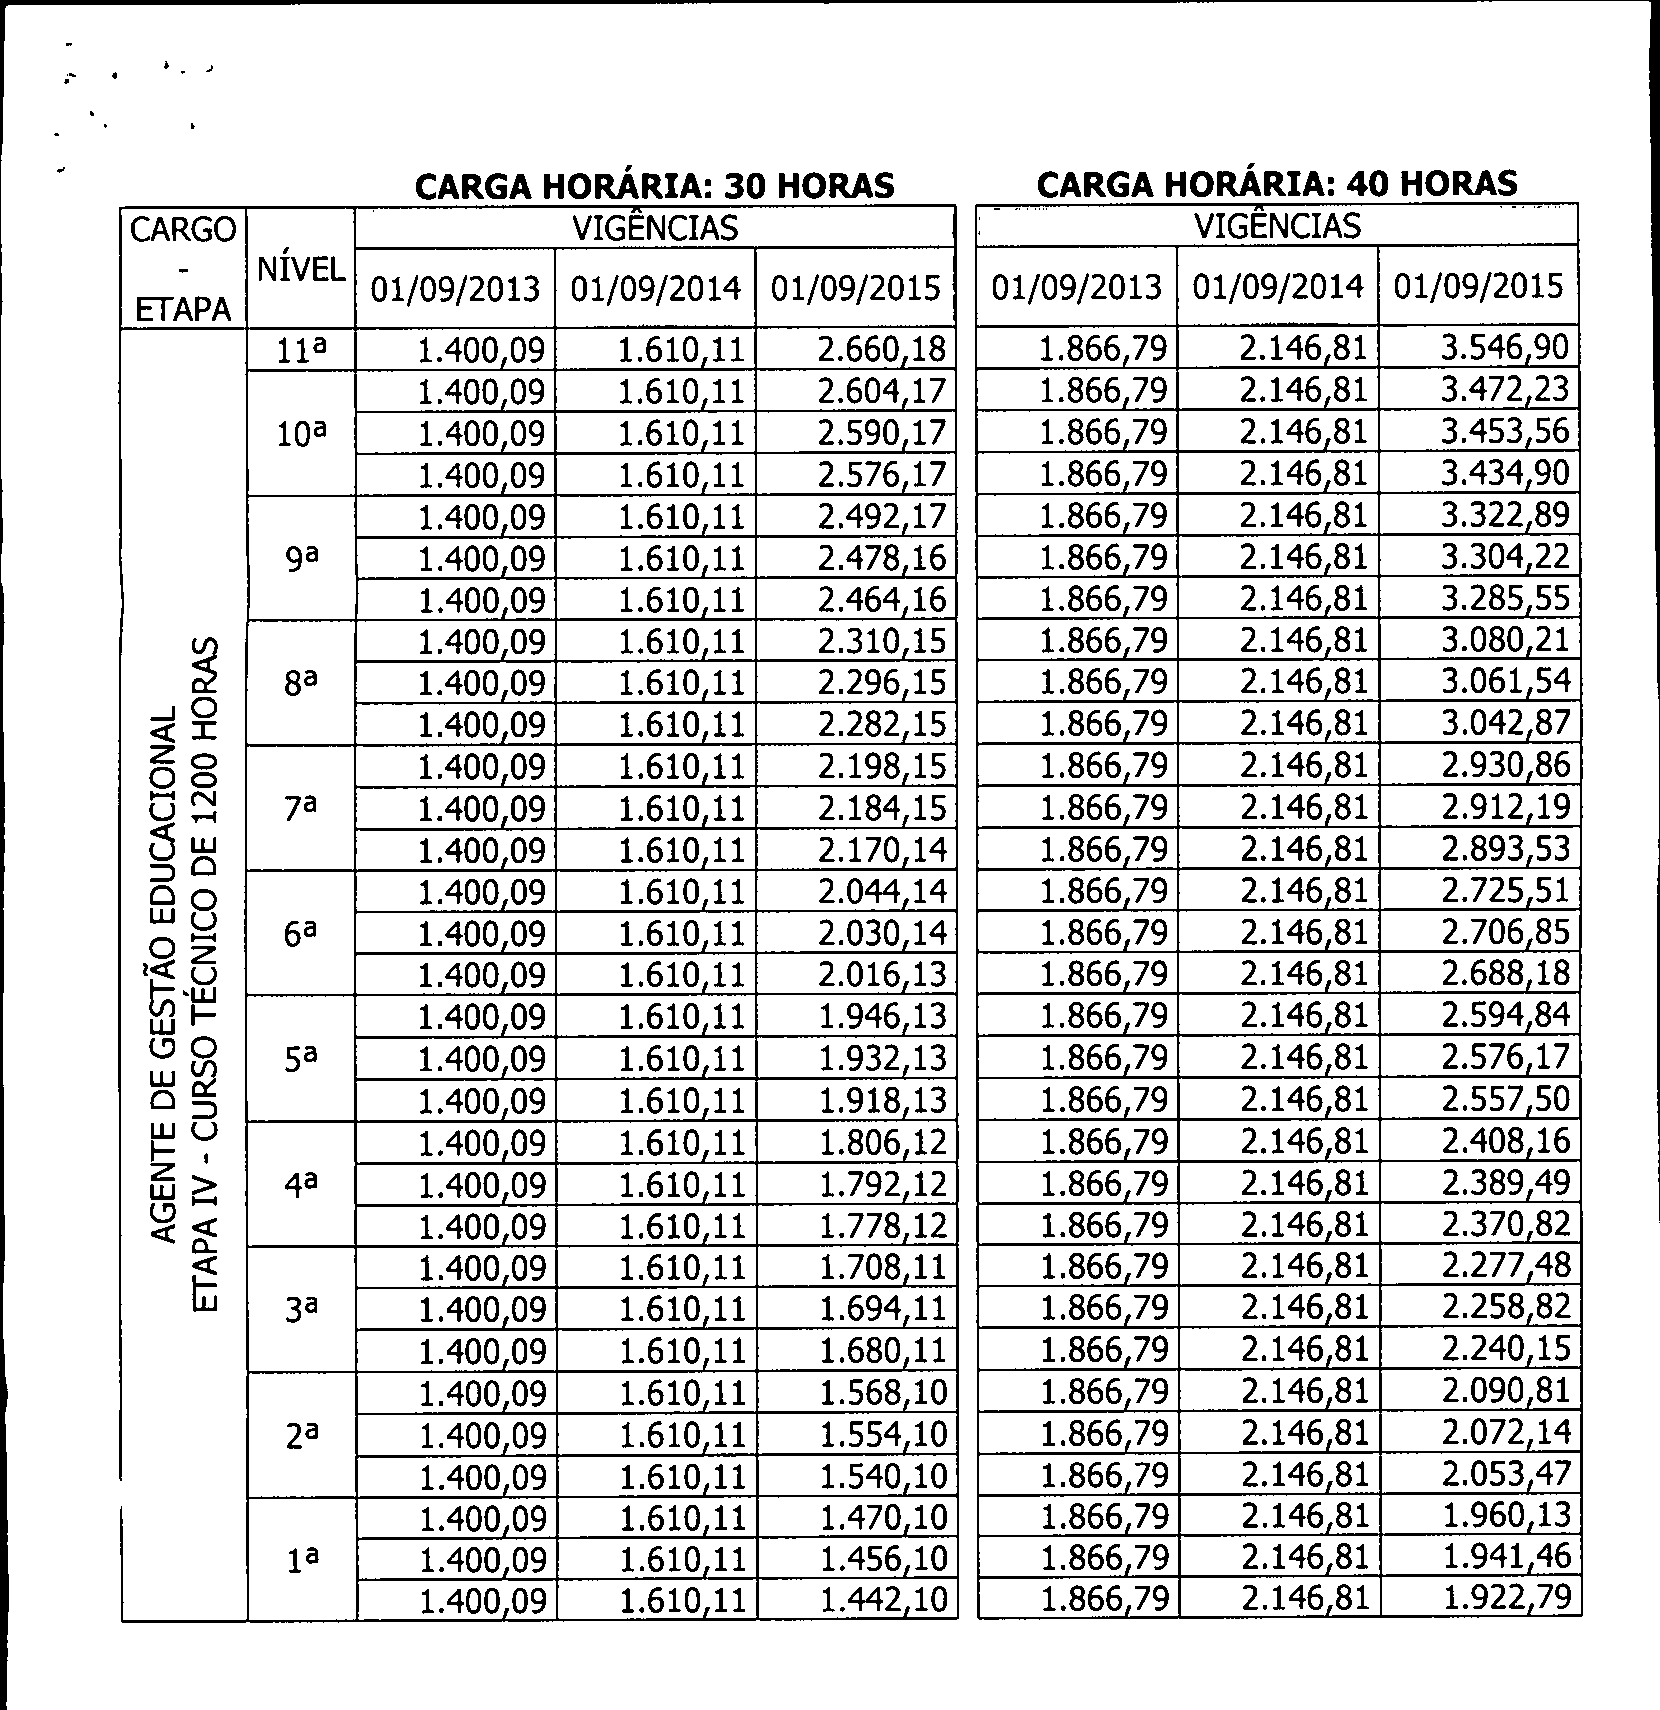 CARGA HORÁRIA: 30 HORAS CARGA HORÁRIA: 40 HORAS
CARGO - ETAPA NÍVEL VIGÊNCIAS VIGÊNCIAS
01/09/2013 01/09/2014 01/09/2015 01/09/2013 01/09/2014 01/09/2015
AGENTE DE GESTÃO EDUCACIONAL
ETAPA IV - CURSO TÉCNICO DE 1200 HORAS
11ª 1.400,09 1.610,11 2.660,18 1.866,79 2.146,81 3.546,90
1.400,09 1.610,11 2.604,17 1.866,79 2.146,81 3.472,23
10ª 1.400,09 1.610,11 2.590,17 1.866,79 2.146,81 3.453,56
1.400,09 1.610,11 2.576,17 1.866,79 2.146,81 3.434,90
1.400,09 1.610,11 2.492,17 1.866,79 2.146,81 3.322,89
9ª 1.400,09 1.610,11 2.478,16 1.866,79 2.146,81 3.304,22
1.400,09 1.610,11 2.464,16 1.866,79 2.146,81 3.285,55
1.400,09 1.610,11 2.310,15 1.866,79 2.146,81 3.080,21
8ª 1.400,09 1.610,11 2.296,15 1.866,79 2.146,81 3.061,54
1.400,09 1.610,11 2.282,15 1.866,79 2.146,81 3.042,87
1.400,09 1.610,11 2.198,15 1.866,79 2.146,81 2.930,86
7ª 1.400,09 1.610,11 2.184,15 1.866,79 2.146,81 2.912,19
1.400,09 1.610,11 2.170,14 1.866,79 2.146,81 2.893,53
1.400,09 1.610,11 2.044,14 1.866,79 2.146,81 2.725,51
6ª 1.400,09 1.610,11 2.030,14 1.866,79 2.146,81 2.706,85
1.400,09 1.610,11 2.016,13 1.866,79 2.146,81 2.688,18
1.400,09 1.610,11 1.946,13 1.866,79 2.146,81 2.594,84
5ª 1.400,09 1.610,11 1.932,13 1.866,79 2.146,81 2.576,17
1.400,09 1.610,11 1.918,13 1.866,79 2.146,81 2.557,50
1.400,09 1.610,11 1.806,12 1.866,79 2.146,81 2.408,16
4ª 1.400,09 1.610,11 1.792,12 1.866,79 2.146,81 2.389,49
1.400,09 1.610,11 1.778,12 1.866,79 2.146,81 2.370,82
1.400,09 1.610,11 1.708,11 1.866,79 2.146,81 2.277,48
3ª 1.400,09 1.610,11 1.694,11 1.866,79 2.146,81 2.258,82
1.400,09 1.610,11 1.680,11 1.866,79 2.146,81 2.240,15
1.400,09 1.610,11 1.568,10 1.866,79 2.146,81 2.090,81
2ª 1.400,09 1.610,11 1.554,10 1.866,79 2.146,81 2.072,14
1.400,09 1.610,11 1.540,10 1.866,79 2.146,81 2.053,47
1.400,09 1.610,11 1.470,10 1.866,79 2.146,81 1.960,13
1ª 1.400,09 1.610,11 1.456,10 1.866,79 2.146,81 1.941,46
1.400,09 1.610,11 1.442,10 1.866,79 2.146,81 1.922,79